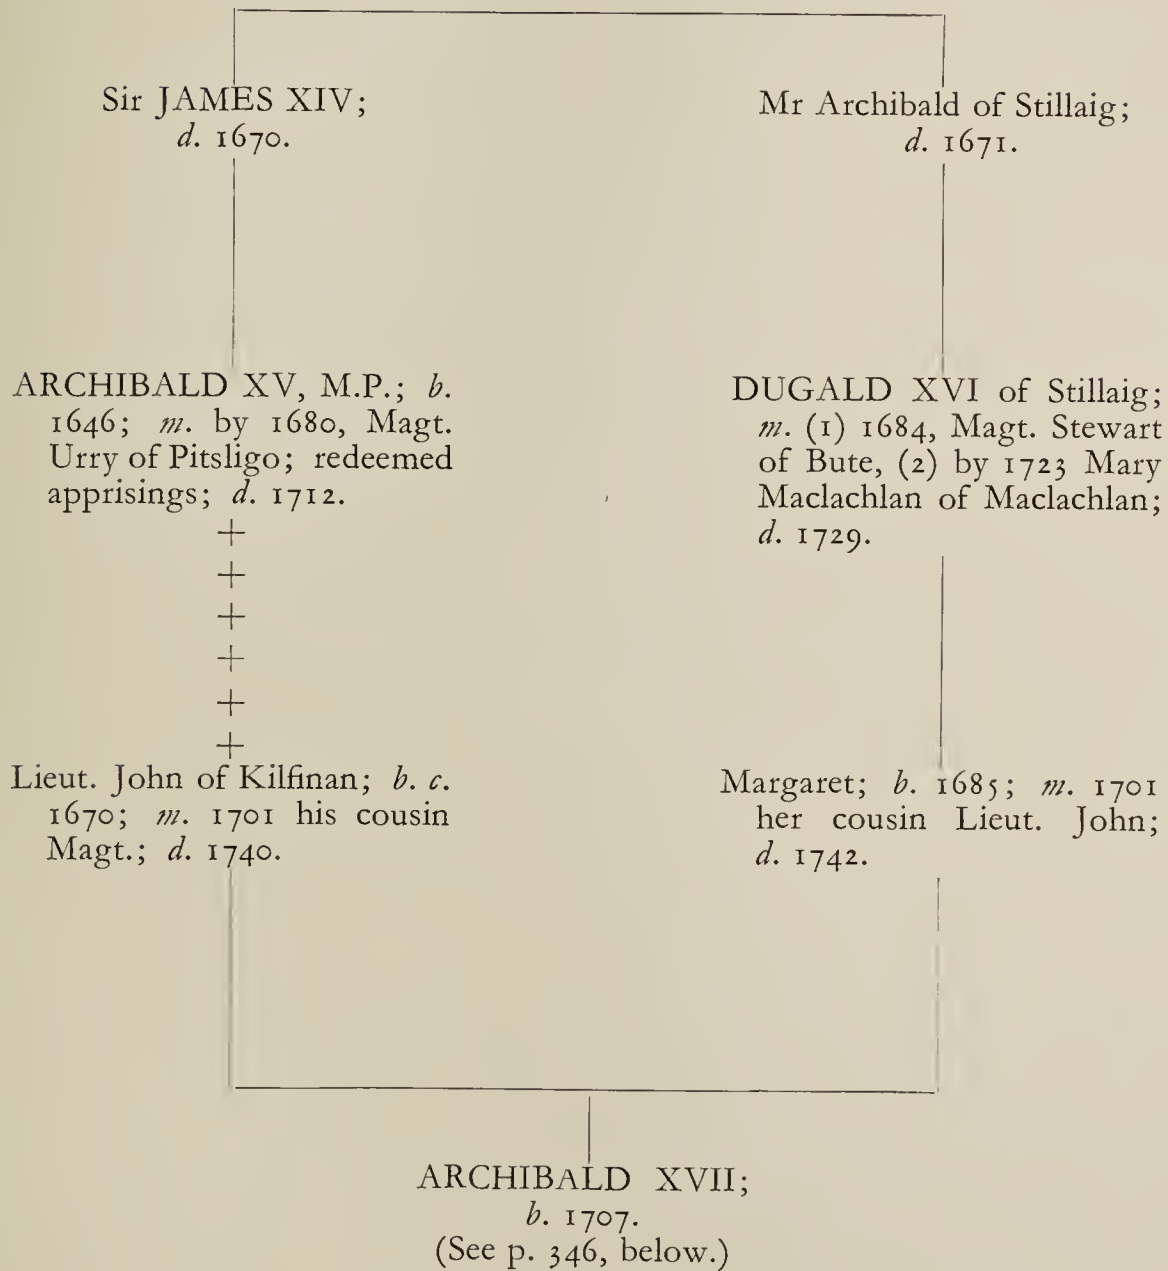 Sir JAMES XIV;
d. 1670.
Mr Archibald of Stillaig;
d. 1671.
ARCHIBALD XV, M.P.; b.
1646; m. by 1680, Magt.
Urry of Pitsligo; redeemed
apprisings; d. 1712.
+
+
+
+
+
+
DUGALD XVI of Stillaig;
m. (1) 1684, Magt. Stewart
of Bute, (2) by 1723 Mary
Maclachlan of Maclachlan;
d. 1729.
Lieut. John of Kilfinan; b. c.
1670; m. 1701 his cousin
Magt.; d. 1740.
Margaret; b. 1685; m. 1701
her cousin Lieut. John;
d. 1742.
ARCHIBALD XVII;
b. 1707.
(See p. 346, below.)